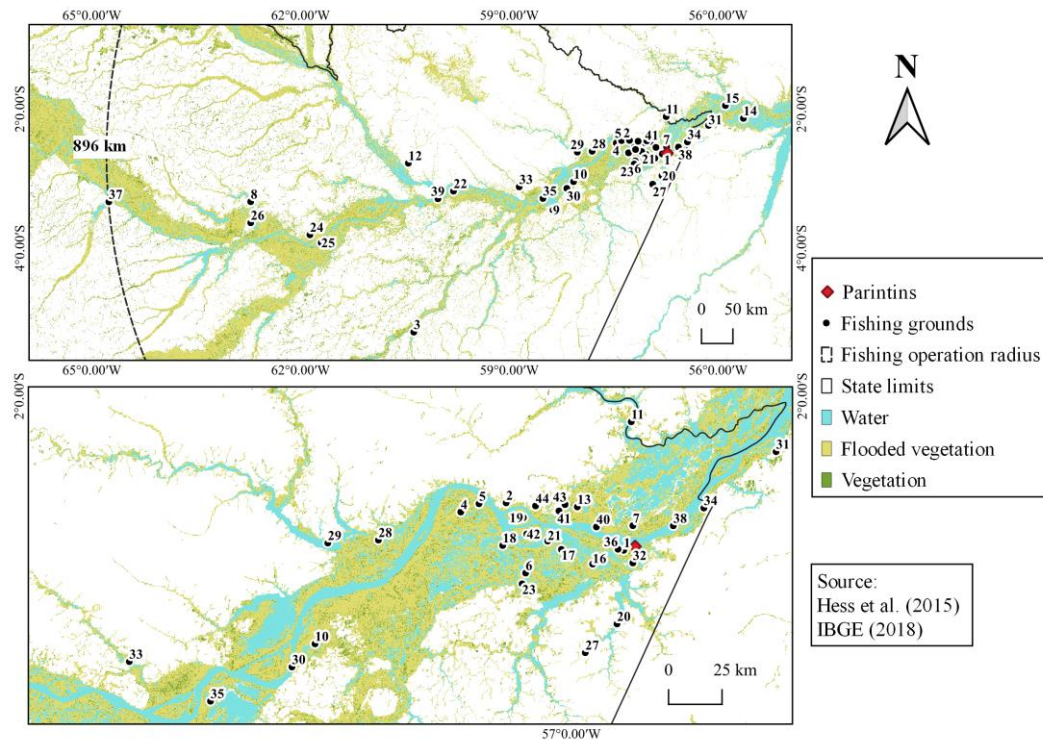 65°0.00'W 62°0.00'W 59°0.00'W 56°0.00'W
2°0.00'S
4°0.00'S
2°0.00'S
4°0.00'S
896 km
15
11
14
31
5 2 41 7 34
29 28 4 1 38
12 23 6 21 20
10 27
33 30
22 35
39 9
37 8
26
24
25
3
0 50 km
65°0.00'W 62°0.00'W 59°0.00'W 56°0.00'W
2°0.00'S
11
31
5 2 44 43 13 34
4 19 41 40 7 38
42 36 1
29 28 18 21 17 32
16
6
23
20
10 27
33 30
35
0 25 km
57°0.00'W
N
Parintins
Fishing grounds
Fishing operation radius
State limits
Water
Flooded vegetation
Vegetation
Source:
Hess et al. (2015)
IBGE (2018)